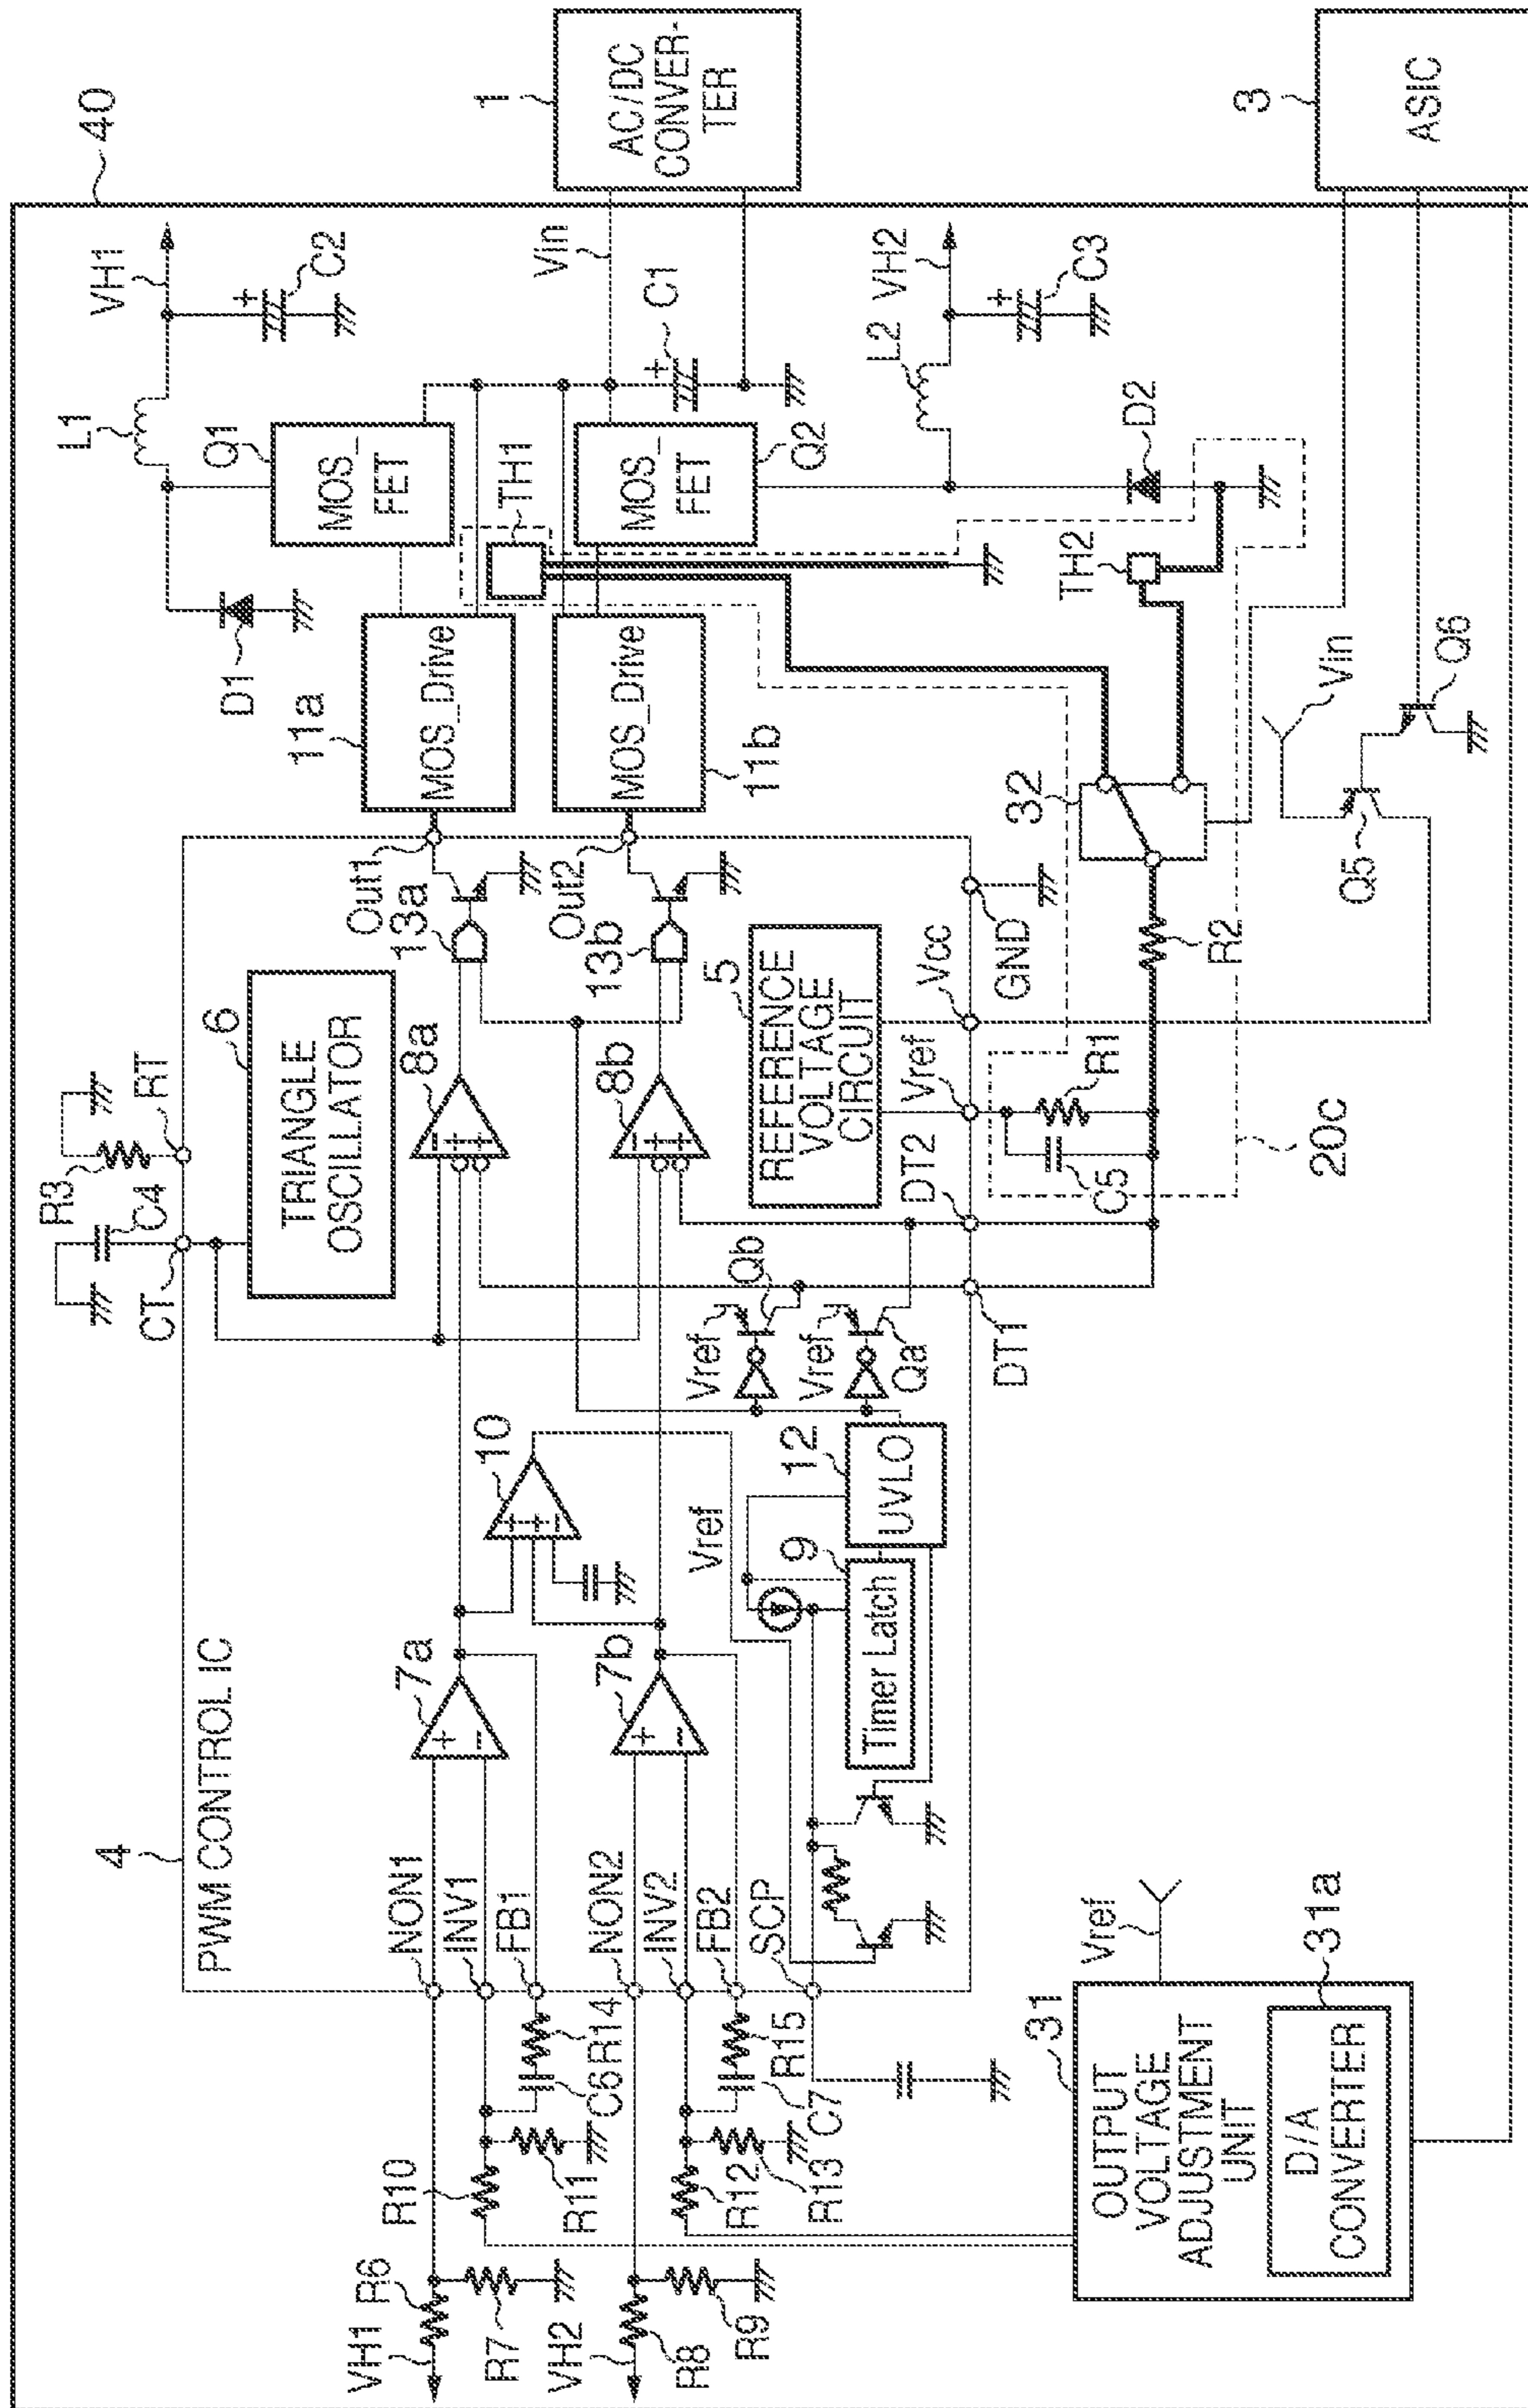 40
VH1
L1
C2
AC/DC
CONVER-
TER
1
Vin
C1
Q1
MOS_
FET
MOS_
FET
Q2
TH1
VH2
L2
C3
D2
TH2
3
ASIC
D1
11a
MOS_Drive
MOS_Drive
11b
32
Vin
Q6
Q5
R2
Out1
13a
Out2
13b
GND
Vcc
Vref
R1
C5
20c
DT2
DT1
5
REFERENCE
VOLTAGE
CIRCUIT
8a
8b
6
TRIANGLE
OSCILLATOR
RT
R3
C4
CT
Vref
Qb
Vref
Qa
10
12
UVLO
9
Timer Latch
Vref
7a
+
−
7b
+
−
4
PWM CONTROL IC
NON1
INV1
FB1
NON2
INV2
FB2
SCP
R14
C6
R15
C7
R10
R11
R12
R13
VH1
R6
R7
VH2
R8
R9
31
OUTPUT
VOLTAGE
ADJUSTMENT
UNIT
D/A
CONVERTER
31a
Vref